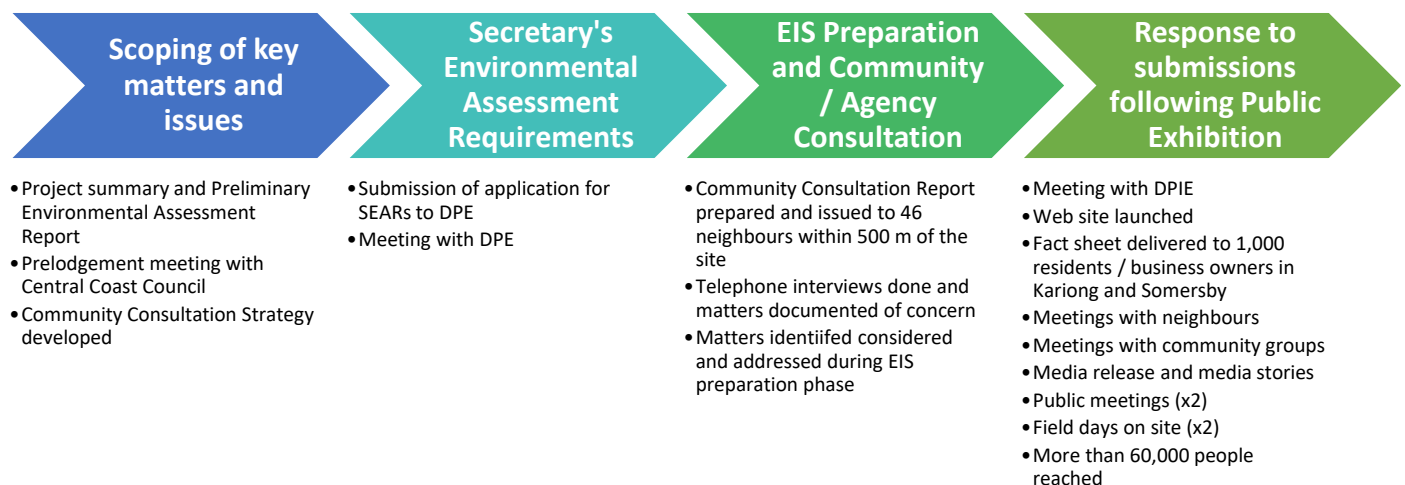 Scoping of key
matters and
issues
Secretary's
Environmental
Assessment
Requirements
EIS Preparation
and Community
/ Agency
Consultation
Response to
submissions
following Public
Exhibition
•Project summary and Preliminary
Environmental Assessment
Report
•Prelodgement meeting with
Central Coast Council
•Community Consultation Strategy
developed
•Submission of application for
SEARs to DPE
•Meeting with DPE
•Community Consultation Report
prepared and issued to 46
neighbours within 500 m of the
site
•Telephone interviews done and
matters documented of concern
•Matters identiifed considered
and addressed during EIS
preparation phase
•Meeting with DPIE
•Web site launched
•Fact sheet delivered to 1,000
residents / business owners in
Kariong and Somersby
•Meetings with neighbours
•Meetings with community groups
•Media release and media stories
•Public meetings (x2)
•Field days on site (x2)
•More than 60,000 people
reached